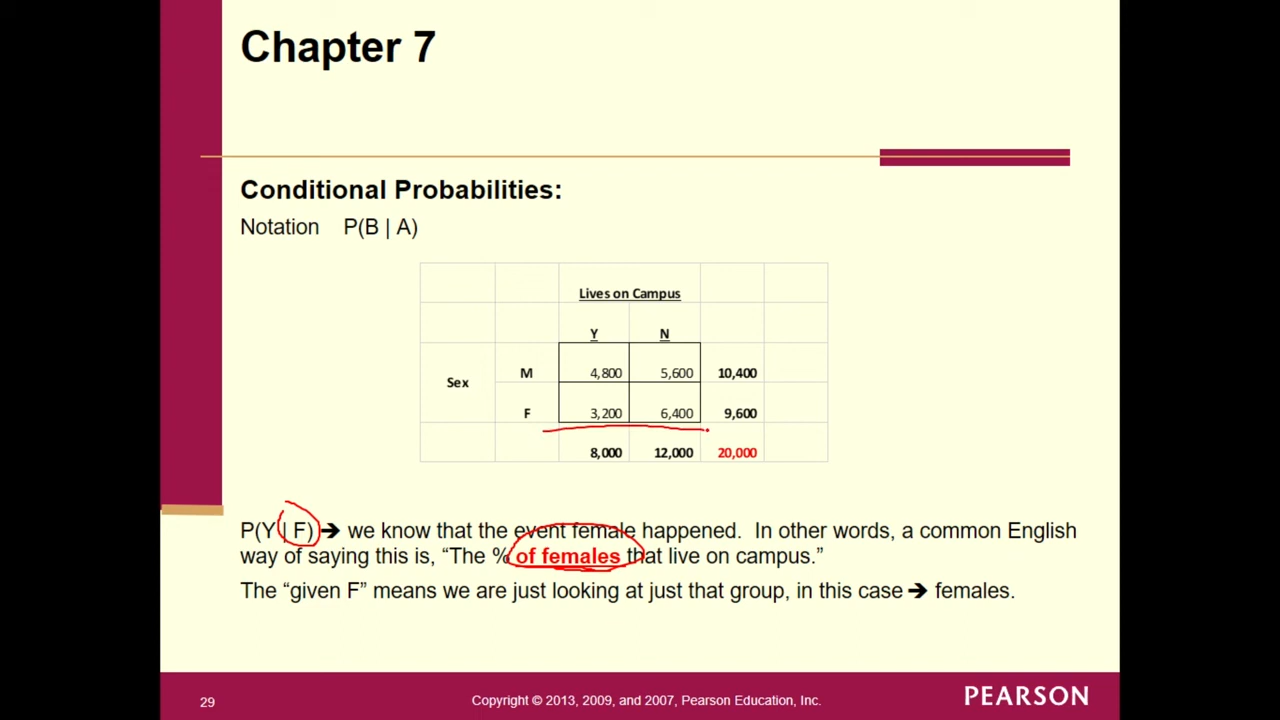 Chapter 7
Conditional Probabilities:
Notation P(B | A)
Lives on Campus
Y N
M 4,800 5,600 10,400
Sex
F 3,200 6,400 9,600
8,000 12,000 20,000
P(Y | F) ➔ we know that the event female happened. In other words, a common English
way of saying this is, “The % of females that live on campus.”
The “given F” means we are just looking at just that group, in this case ➔ females.
29 Copyright © 2013, 2009, and 2007, Pearson Education, Inc. PEARSON